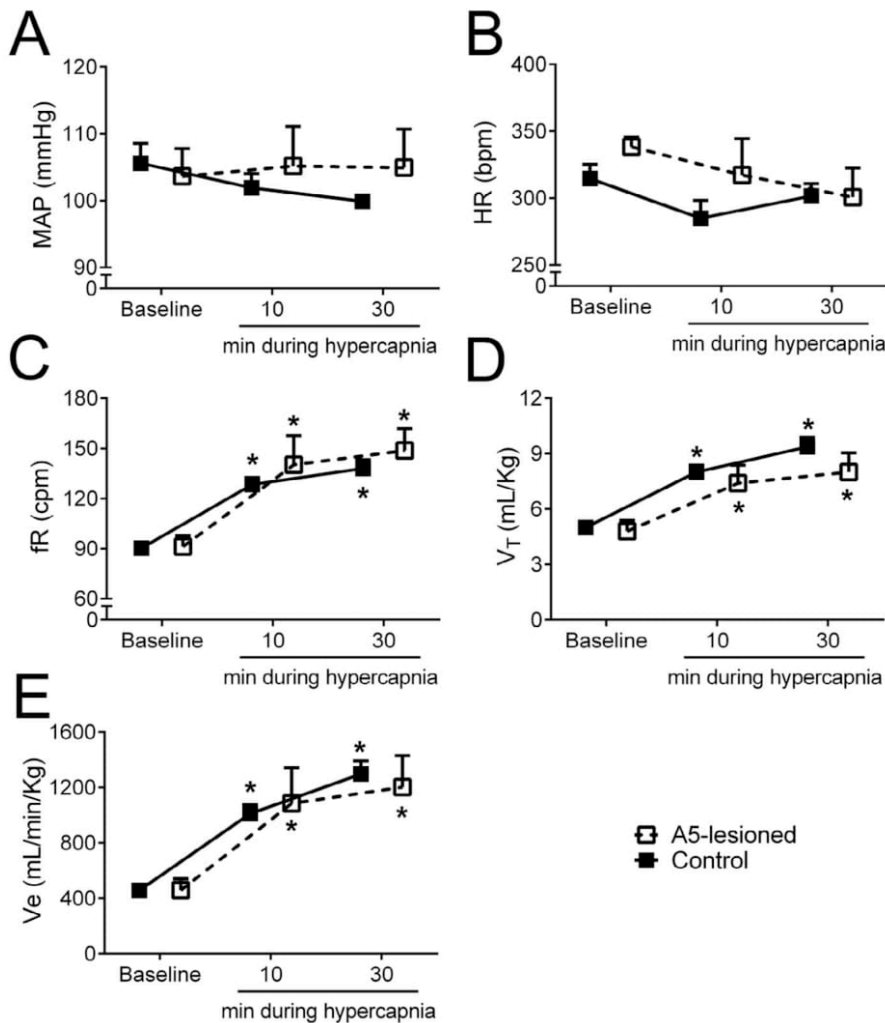 A
MAP (mmHg)
120
110
100
90
0
Baseline
10
30
min during hypercapnia
B
HR (bpm)
400
350
300
250
0
Baseline
10
30
min during hypercapnia
C
fR (cpm)
180
150
120
90
60
0
* * *
*
Baseline
10
30
min during hypercapnia
D
VT (mL/Kg)
12
9
6
3
0
* *
* *
Baseline
10
30
min during hypercapnia
E
Ve (mL/min/Kg)
1600
1200
800
400
0
* *
* *
Baseline
10
30
min during hypercapnia
A5-lesioned
Control